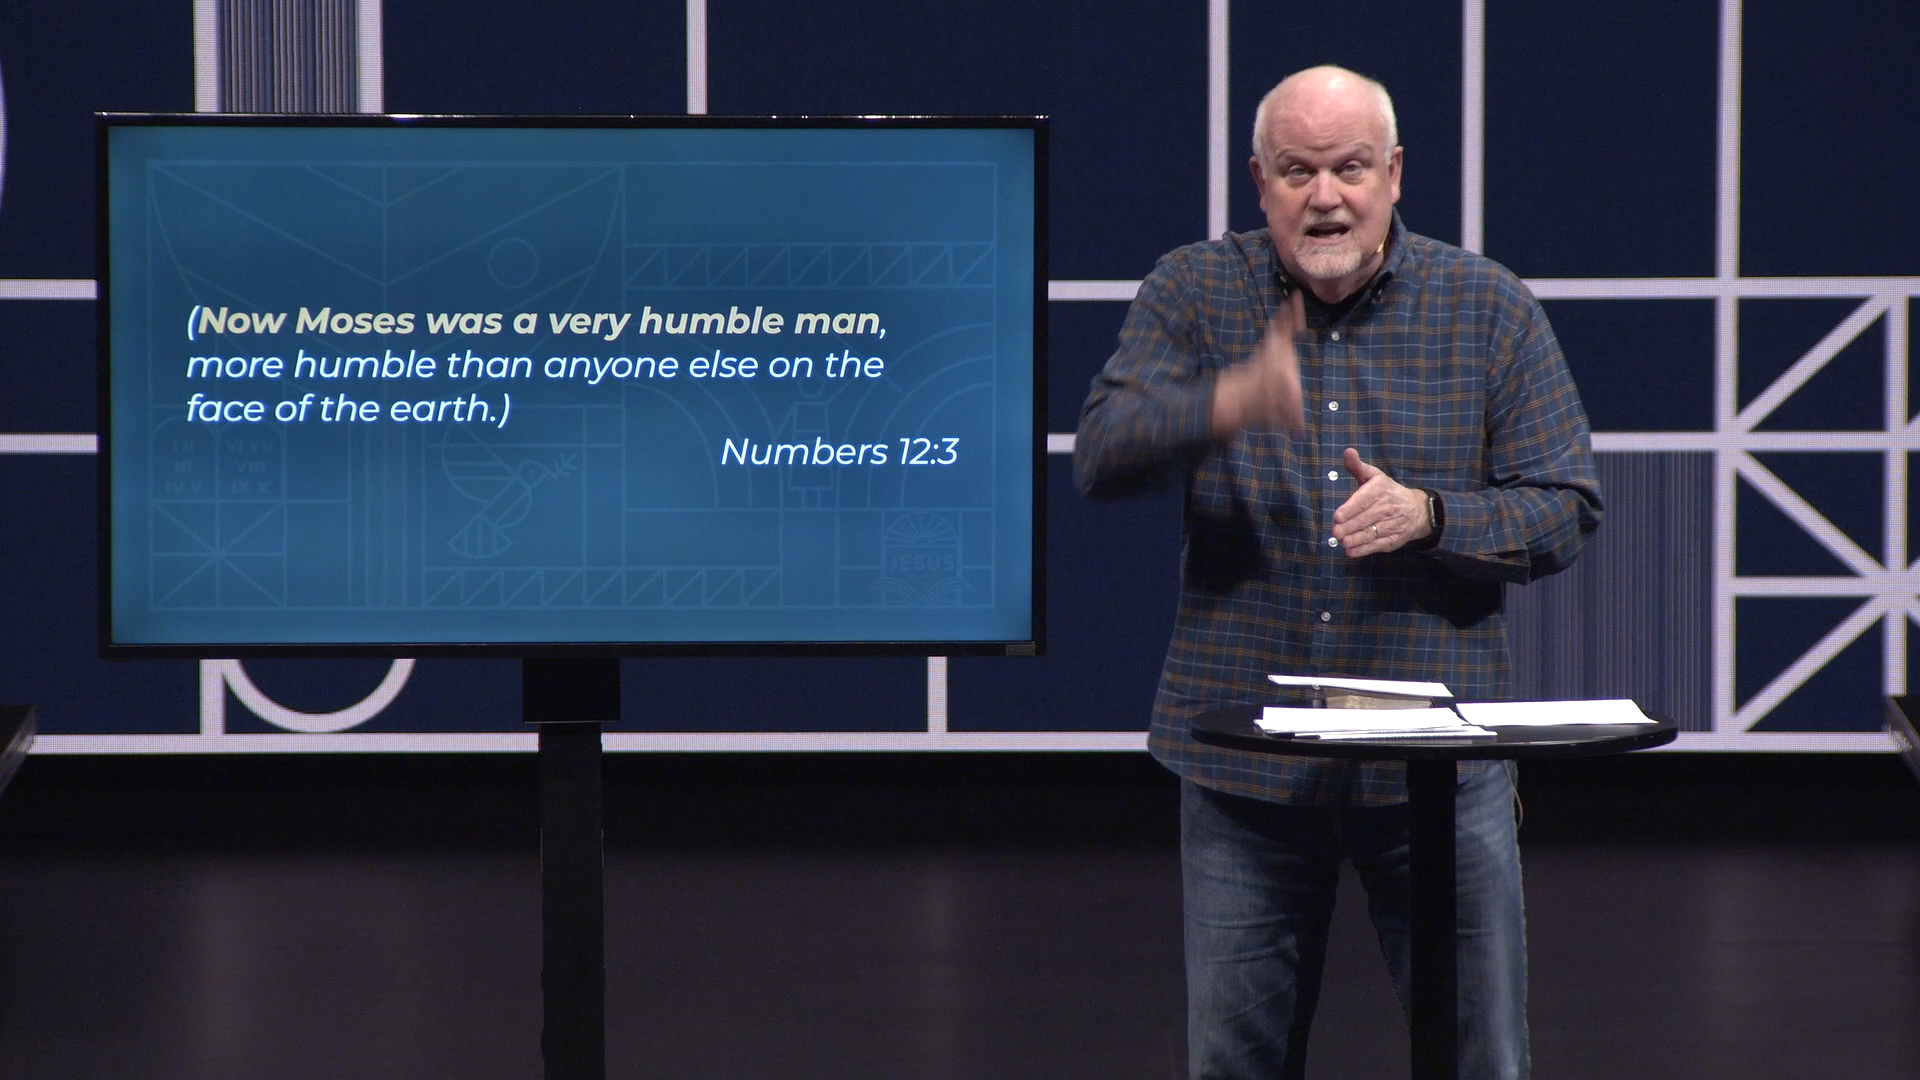 (Now Moses was a very humble man,
more humble than anyone else on the
face of the earth.)
Numbers 12:3
JESUS